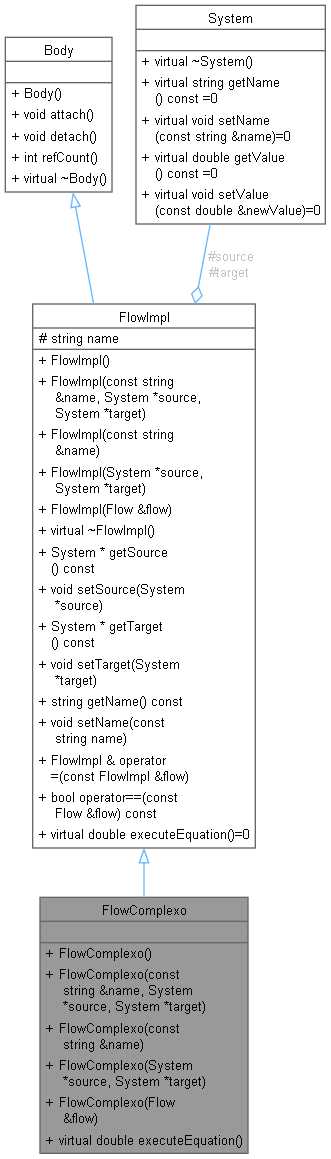 System
+ virtual ~System()
+ virtual string getName
() const =0
+ virtual void setName
(const string &name)=0
+ virtual double getValue
() const =0
+ virtual void setValue
(const double &newValue)=0
Body
+ Body()
+ void attach()
+ void detach()
+ int refCount()
+ virtual ~Body()
#source
#target
FlowImpl
# string name
+ FlowImpl()
+ FlowImpl(const string
&name, System *source,
System *target)
+ FlowImpl(const string
&name)
+ FlowImpl(System *source,
System *target)
+ FlowImpl(Flow &flow)
+ virtual ~FlowImpl()
+ System * getSource
() const
+ void setSource(System
*source)
+ System * getTarget
() const
+ void setTarget(System
*target)
+ string getName() const
+ void setName(const
string name)
+ FlowImpl & operator
=(const FlowImpl &flow)
+ bool operator==(const
Flow &flow) const
+ virtual double executeEquation()=0
FlowComplexo
+ FlowComplexo()
+ FlowComplexo(const
string &name, System
*source, System *target)
+ FlowComplexo(const
string &name)
+ FlowComplexo(System
*source, System *target)
+ FlowComplexo(Flow
&flow)
+ virtual double executeEquation()